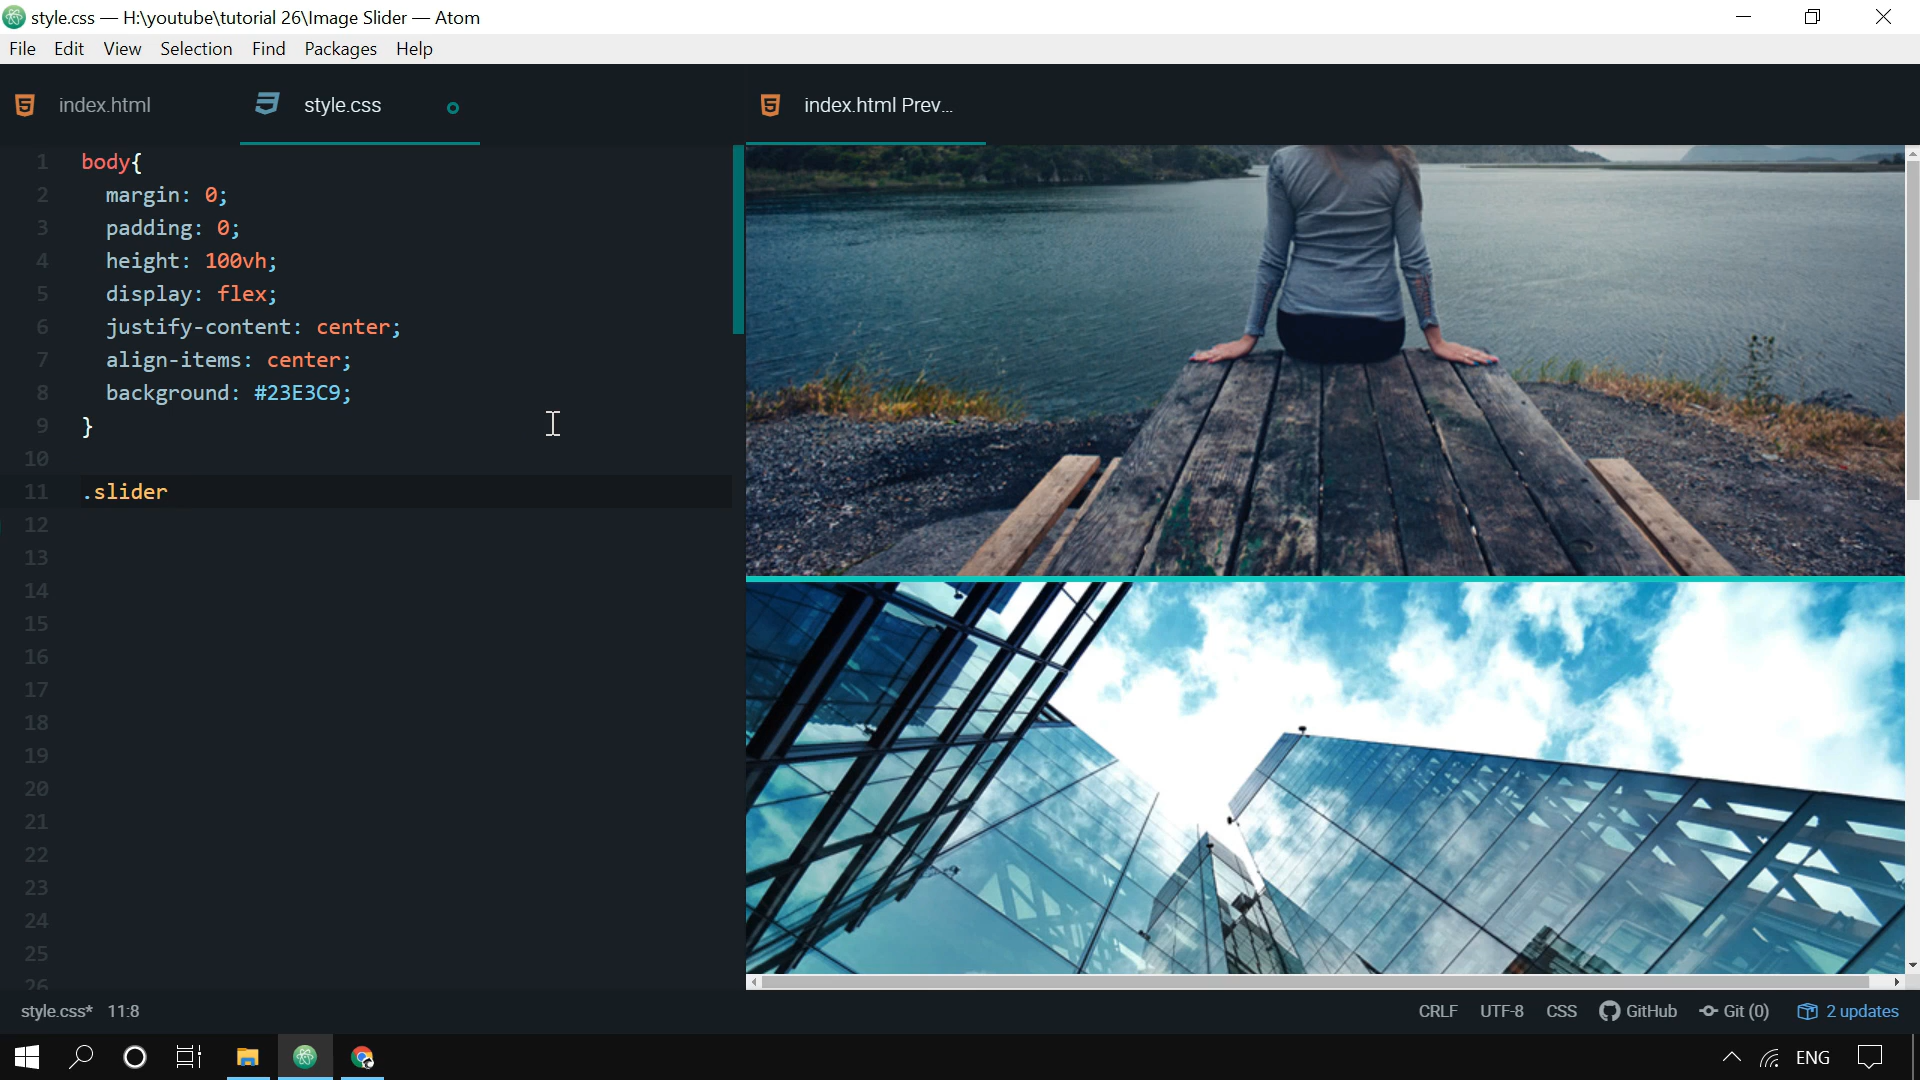 style.css — H:\youtube\tutorial 26\Image Slider — Atom
File Edit View Selection Find Packages Help
index.html
style.css
index.html Prev...
1 body{
2 margin: 0;
3 padding: 0;
4 height: 100vh;
5 display: flex;
6 justify-content: center;
7 align-items: center;
8 background: #23E3C9;
9 }
10
11 .slider
12
13
14
15
16
17
18
19
20
21
22
23
24
25
26
style.css* 11:8
CRLF UTF-8 CSS GitHub Git (0) 2 updates
ENG